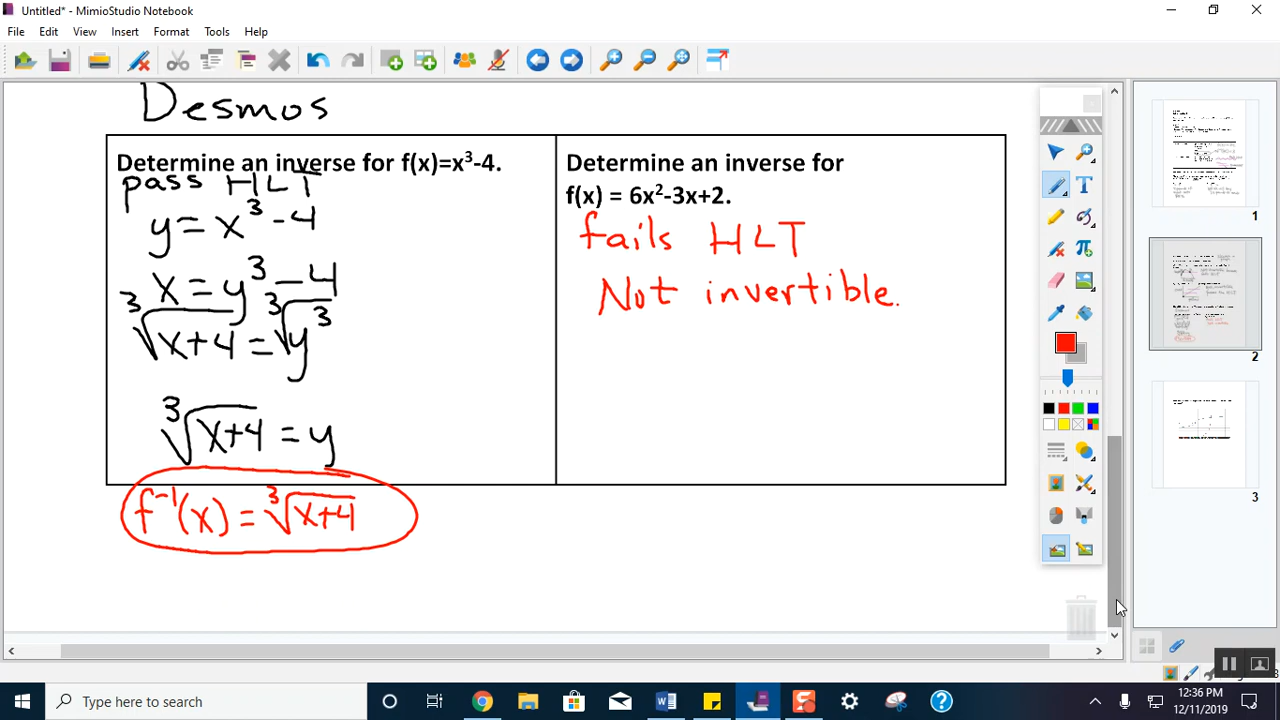 Untitled* - MimioStudio Notebook
File Edit View Insert Format Tools Help
Desmos
Determine an inverse for f(x)=x³-4.
pass HLT
y = x³ - 4
x = y³ - 4
∛x+4 = ∛y³
∛x+4 = y
f⁻¹(x) = ∛x+4
Determine an inverse for
f(x) = 6x²-3x+2.
fails HLT
Not invertible.
T
π
1
2
3
Type here to search
12:36 PM
12/11/2019